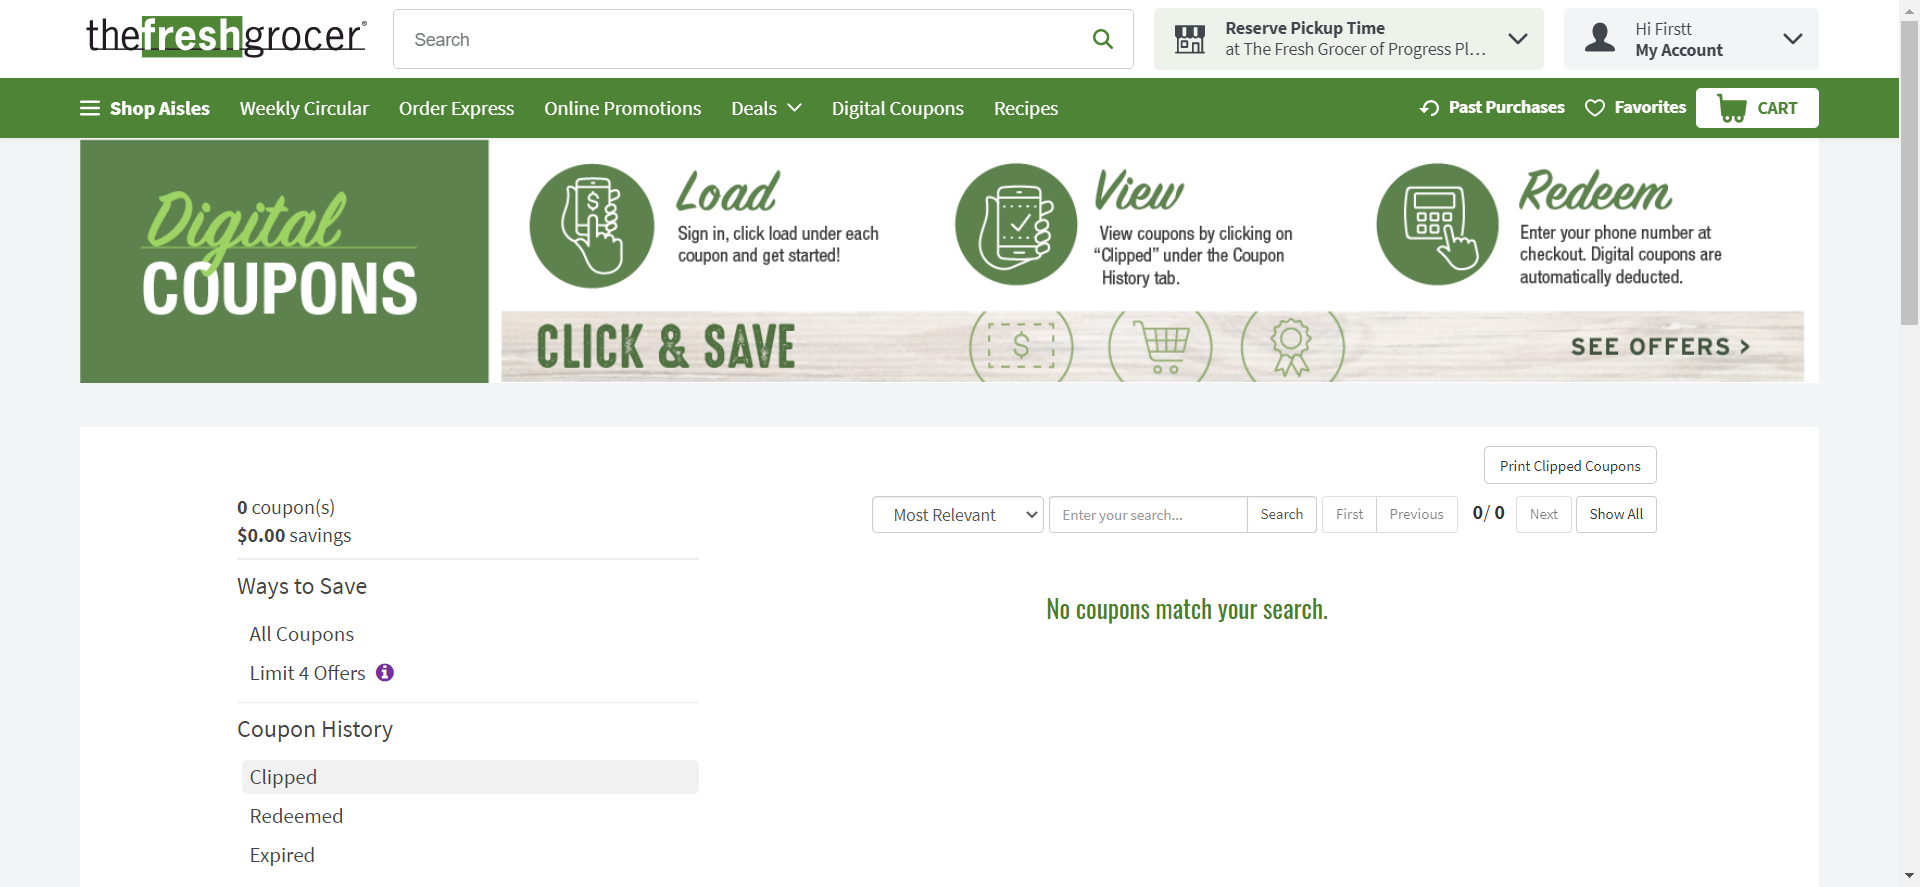 thefreshgrocer®
Search
Reserve Pickup Time
at The Fresh Grocer of Progress Pl...
Hi Firstt
My Account
Shop Aisles
Weekly Circular
Order Express
Online Promotions
Deals
Digital Coupons
Recipes
Past Purchases
Favorites
CART
Digital
COUPONS
Load
Sign in, click load under each
coupon and get started!
View
View coupons by clicking on
“Clipped” under the Coupon
History tab.
Redeem
Enter your phone number at
checkout. Digital coupons are
automatically deducted.
CLICK & SAVE
SEE OFFERS >
Print Clipped Coupons
0 coupon(s)
$0.00 savings
Most Relevant
Enter your search...
Search
First
Previous
0/ 0
Next
Show All
Ways to Save
All Coupons
Limit 4 Offers
No coupons match your search.
Coupon History
Clipped
Redeemed
Expired